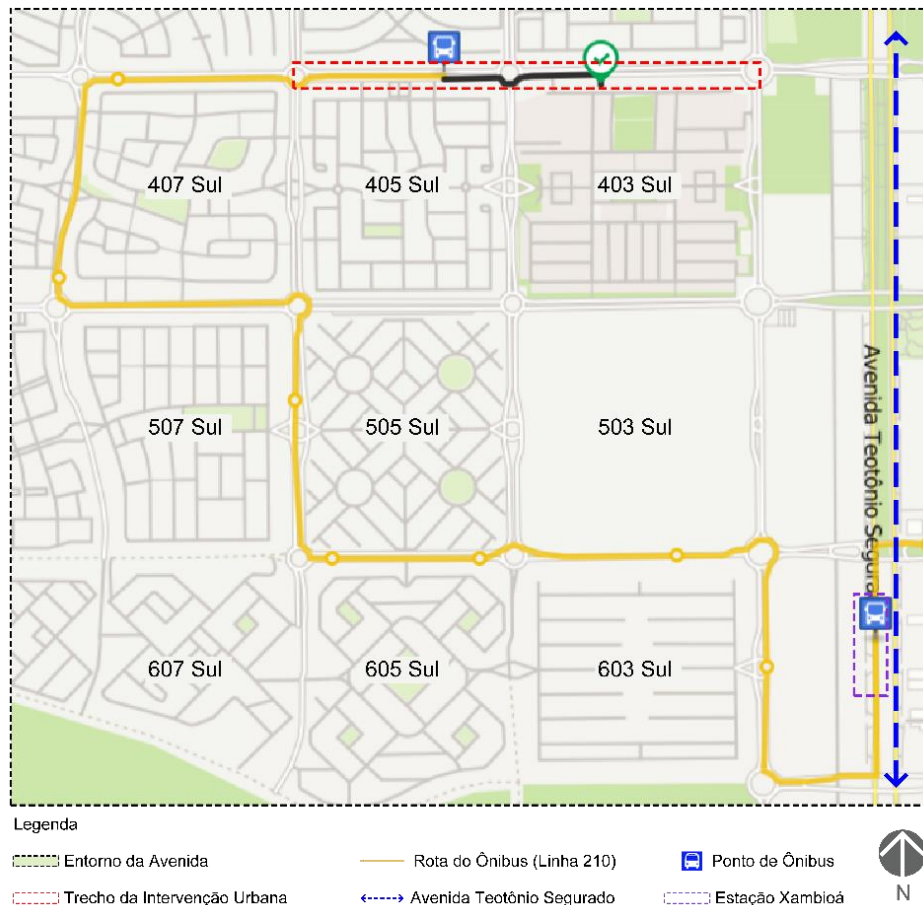 407 Sul
405 Sul
403 Sul
Avenida Teotônio Segurado
507 Sul
505 Sul
503 Sul
607 Sul
605 Sul
603 Sul
Legenda
Entorno da Avenida
Rota do Ônibus (Linha 210)
Ponto de Ônibus
Trecho da Intervenção Urbana
Avenida Teotônio Segurado
Estação Xambioá
N